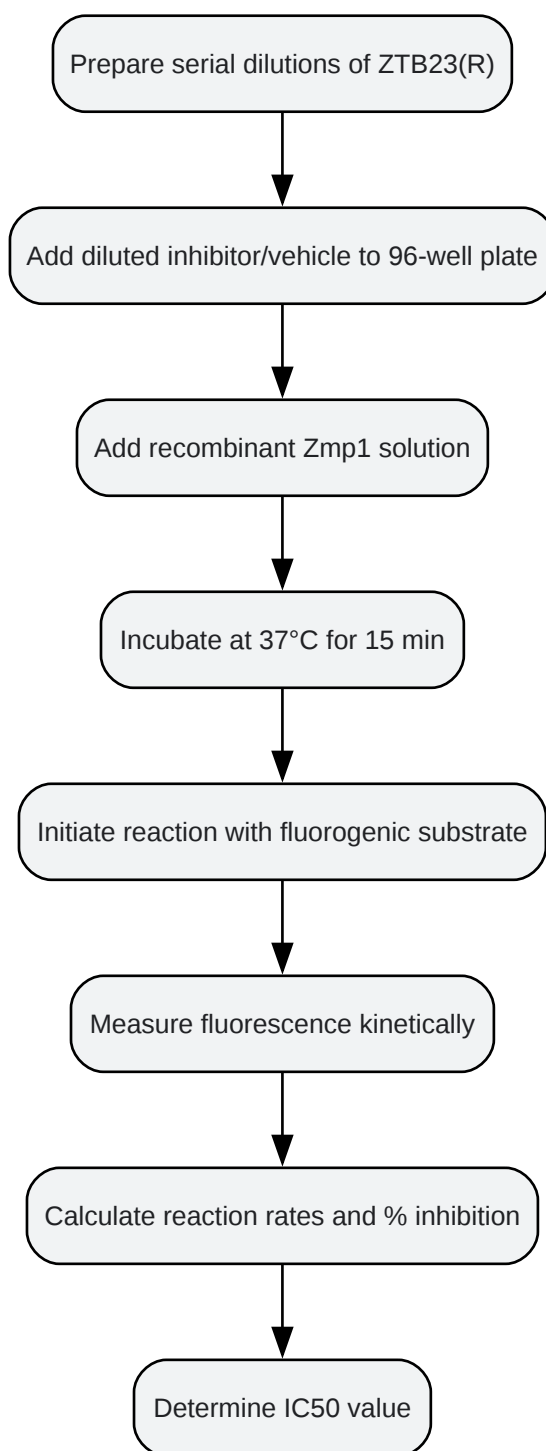 Prepare serial dilutions of ZTB23(R)
Add diluted inhibitor/vehicle to 96-well plate
Add recombinant Zmp1 solution
Incubate at 37°C for 15 min
Initiate reaction with fluorogenic substrate
Measure fluorescence kinetically
Calculate reaction rates and % inhibition
Determine IC50 value